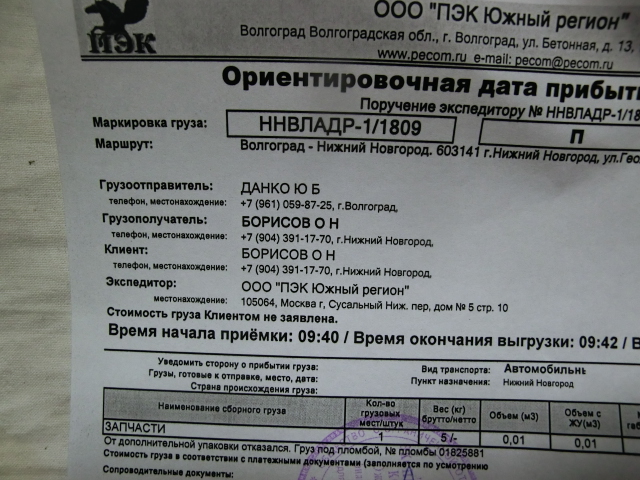 ПЭК
ООО "ПЭК Южный регион"
Волгоград Волгоградская обл., г. Волгоград, ул. Бетонная, д. 13,
www.pecom.ru e-mail: pecom@pecom.ru
Ориентировочная дата прибыти
Поручение экспедитору № ННВЛАДР-1/18
Маркировка груза: ННВЛАДР-1/1809 П
Маршрут: Волгоград - Нижний Новгород. 603141 г.Нижний Новгород, ул.Гео
Грузоотправитель: ДАНКО Ю Б
телефон, местонахождение: +7 (961) 059-87-25, г.Волгоград,
Грузополучатель: БОРИСОВ О Н
телефон, местонахождение: +7 (904) 391-17-70, г.Нижний Новгород,
Клиент: БОРИСОВ О Н
телефон, местонахождение: +7 (904) 391-17-70, г.Нижний Новгород,
Экспедитор: ООО "ПЭК Южный регион"
местонахождение: 105064, Москва г, Сусальный Ниж. пер, дом № 5 стр. 10
Стоимость груза Клиентом не заявлена.
Время начала приёмки: 09:40 / Время окончания выгрузки: 09:42 / В
Уведомить сторону о прибытии груза: Вид транспорта: Автомобильн
Грузы, готовые к отправке, место, дата: Пункт назначения: Нижний Новгород
Страна происхождения груза:
Наименование сборного груза Кол-во грузовых мест/штук Вес (кг) брутто/нетто Объем (м3) Объем с ЖУ(м3)
ЗАПЧАСТИ 1 5 /- 0,01 0,01
От дополнительной упаковки отказался. Груз под пломбой, № пломбы 01825881
Стоимость груза в соответствии с платежными документами (заполняется по усмотрению
Сопроводительные документы: